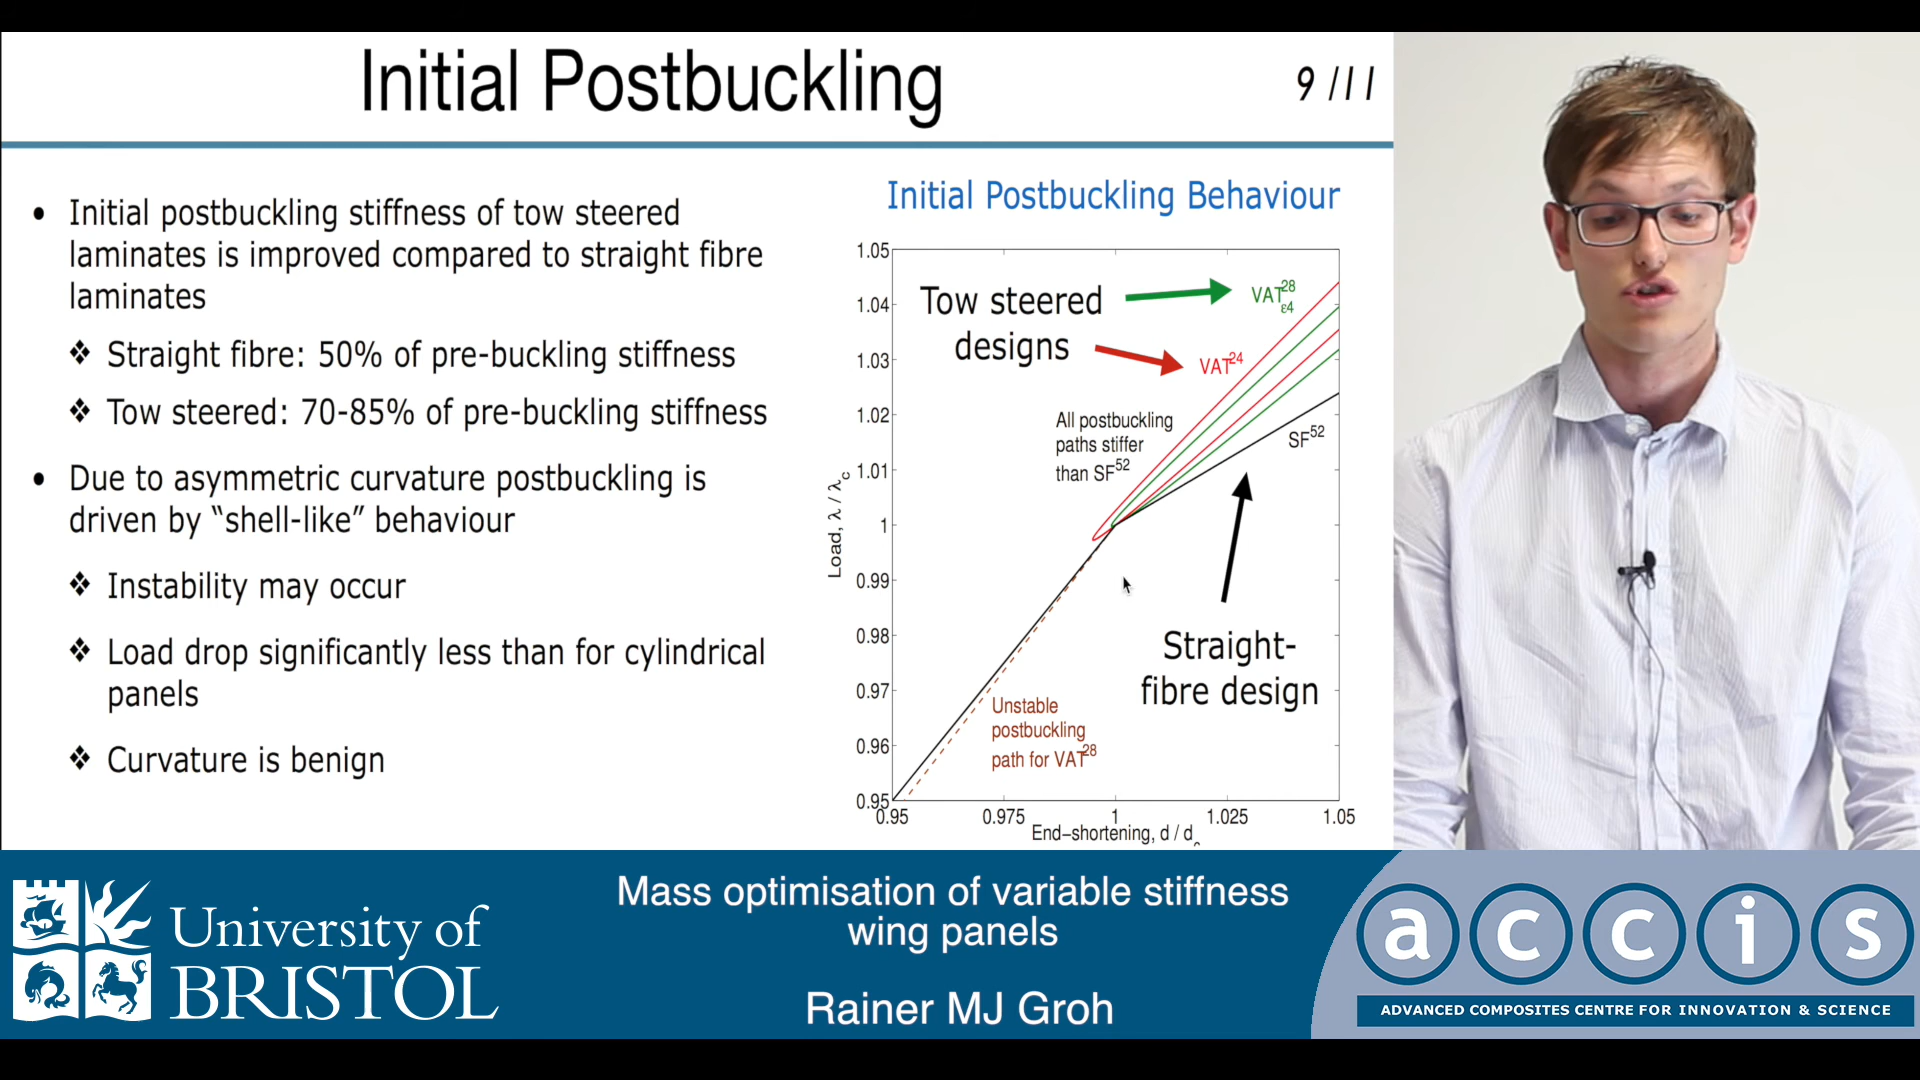 Initial Postbuckling
9 /11
• Initial postbuckling stiffness of tow steered
laminates is improved compared to straight fibre
laminates
❖ Straight fibre: 50% of pre-buckling stiffness
❖ Tow steered: 70-85% of pre-buckling stiffness
• Due to asymmetric curvature postbuckling is
driven by “shell-like” behaviour
❖ Instability may occur
❖ Load drop significantly less than for cylindrical
panels
❖ Curvature is benign
Initial Postbuckling Behaviour
1.05
1.04
1.03
1.02
1.01
1
0.99
0.98
0.97
0.96
0.95
Load, λ / λc
Tow steered
designs
VAT28 ε4
VAT24
All postbuckling
paths stiffer
than SF52
SF52
Straight-
fibre design
Unstable
postbuckling
path for VAT28
0.95
0.975
1
1.025
1.05
End–shortening, d / d
University of
BRISTOL
Mass optimisation of variable stiffness
wing panels
Rainer MJ Groh
accis
ADVANCED COMPOSITES CENTRE FOR INNOVATION & SCIENCE